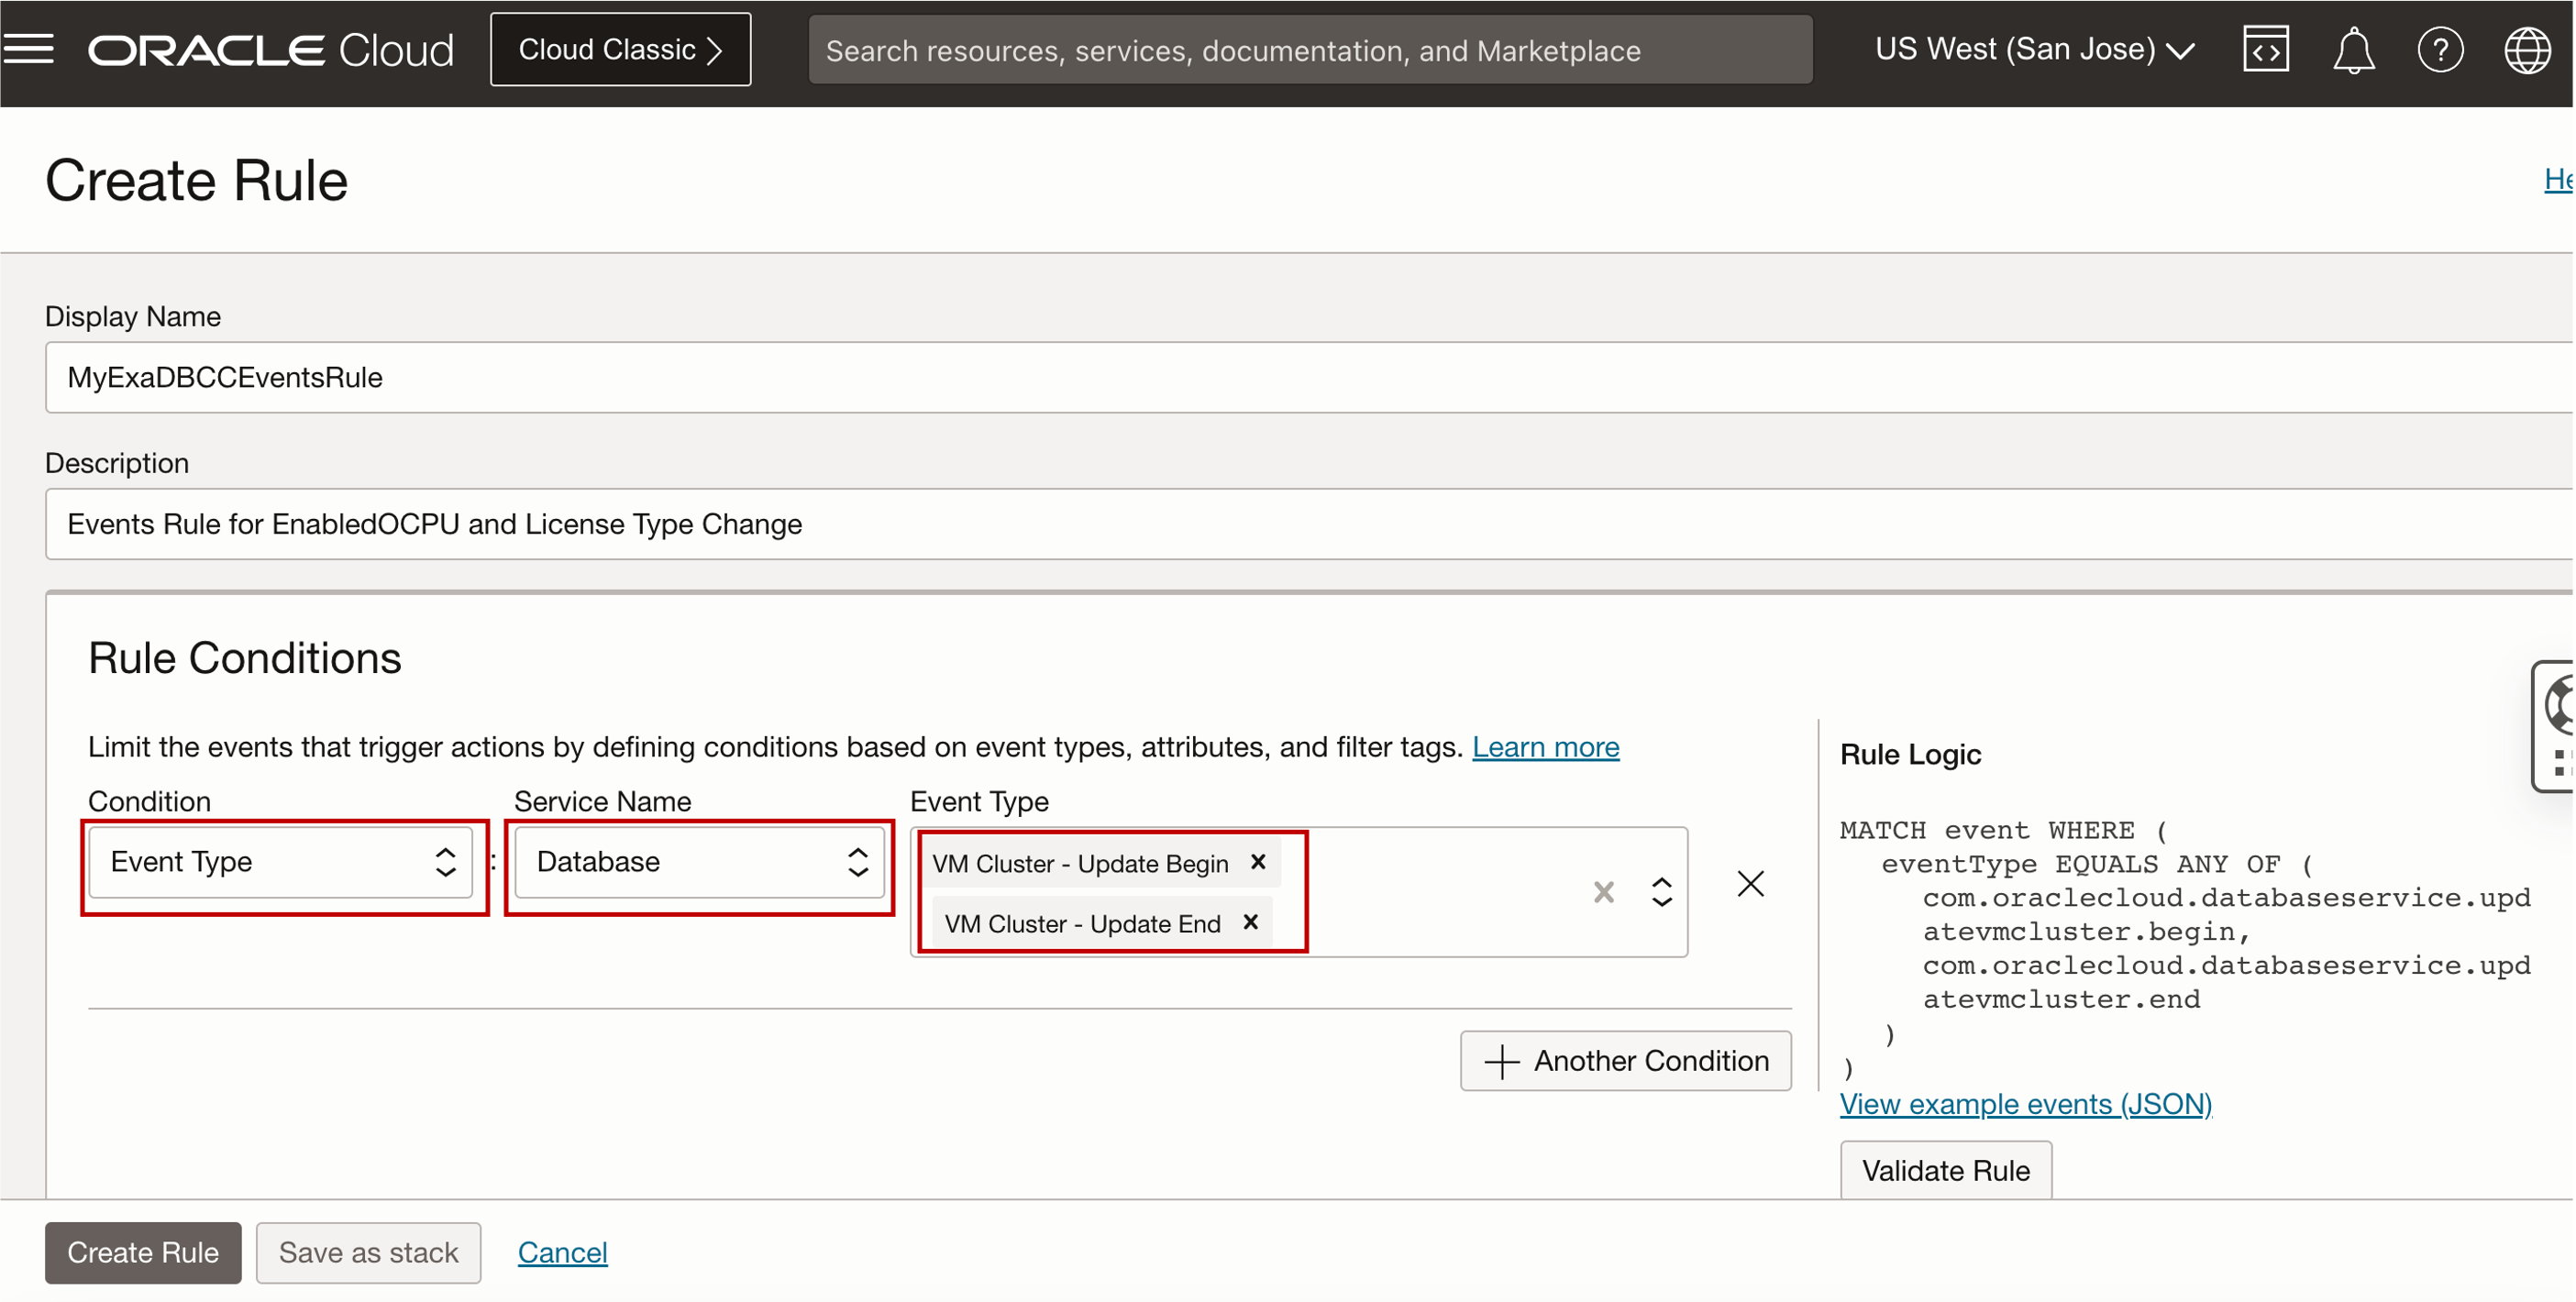 ORACLE Cloud
Cloud Classic
Search resources, services, documentation, and Marketplace
US West (San Jose)
Create Rule
Display Name
MyExaDBCCEventsRule
Description
Events Rule for EnabledOCPU and License Type Change
Rule Conditions
Limit the events that trigger actions by defining conditions based on event types, attributes, and filter tags. Learn more
Condition
Service Name
Event Type
Event Type
:
Database
VM Cluster - Update Begin
VM Cluster - Update End
Another Condition
Rule Logic
MATCH event WHERE (
eventType EQUALS ANY OF (
com.oraclecloud.databaseservice.upd
atevmcluster.begin,
com.oraclecloud.databaseservice.upd
atevmcluster.end
)
)
View example events (JSON)
Validate Rule
Create Rule
Save as stack
Cancel